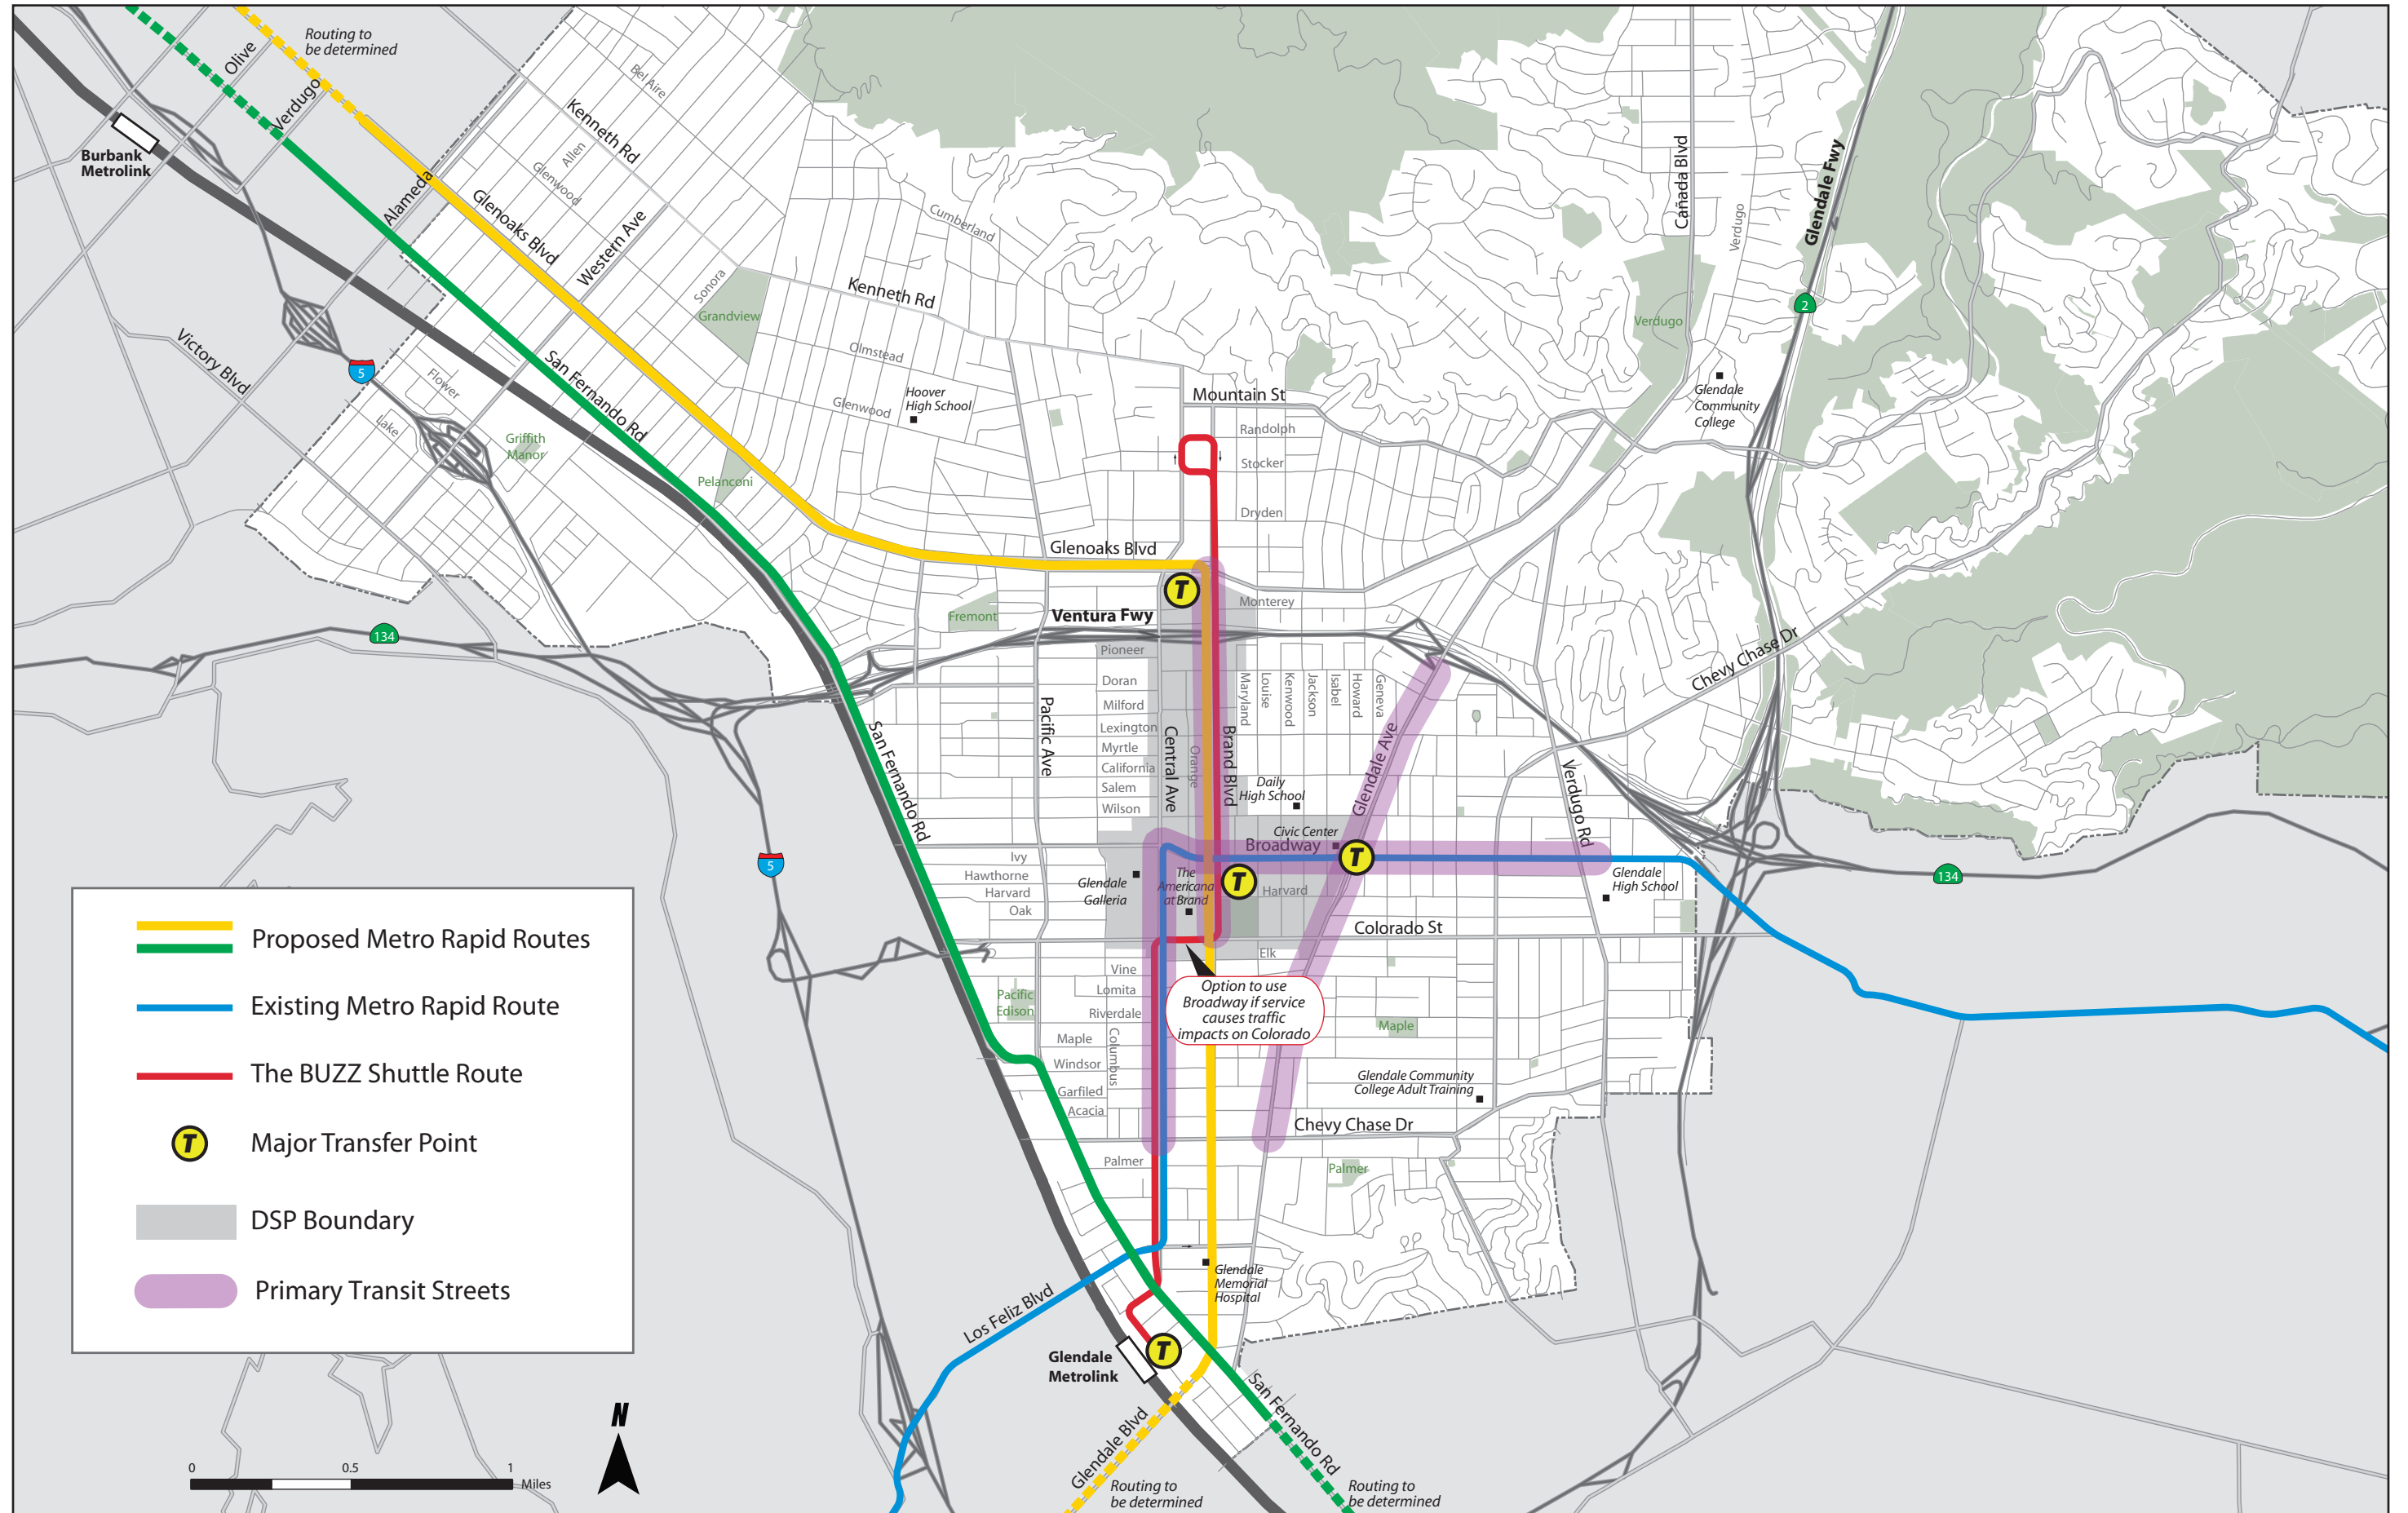 Routing to
be determined
Olive
Verdugo
Burbank
Metrolink
Alameda
Bel Aire
Kenneth Rd
Allen
Glenwood
Glenoaks Blvd
Western Ave
Sonora
Grandview
Cumberland
Kenneth Rd
Olmstead
Glenwood
Hoover
High School
Cañada Blvd
Verdugo
Glendale Fwy
2
Verdugo
Glendale
Community
College
Victory Blvd
5
Flower
Lake
Griffith
Manor
San Fernando Rd
Pelanconi
Mountain St
Randolph
Stocker
Dryden
Glenoaks Blvd
T
Monterey
Fremont
Ventura Fwy
134
Pioneer
Doran
Milford
Lexington
Myrtle
California
Salem
Wilson
Pacific Ave
Central Ave
Orange
Brand Blvd
Maryland
Louise
Kenwood
Jackson
Isabel
Howard
Geneva
Glendale Ave
Verdugo Rd
Chevy Chase Dr
San Fernando Rd
Daily
High School
Civic Center
Broadway
T
T
5
134
Ivy
Hawthorne
Harvard
Oak
Glendale
Galleria
The
Americana
at Brand
Harvard
Glendale
High School
Colorado St
Elk
Vine
Lomita
Riverdale
Pacific
Edison
Maple
Windsor
Garfiled
Acacia
Columbus
Option to use
Broadway if service
causes traffic
impacts on Colorado
Maple
Glendale Community
College Adult Training
Chevy Chase Dr
Palmer
Palmer
Glendale
Memorial
Hospital
Los Feliz Blvd
Glendale
Metrolink
T
San Fernando Rd
Glendale Blvd
Routing to
be determined
Routing to
be determined
Proposed Metro Rapid Routes
Existing Metro Rapid Route
The BUZZ Shuttle Route
T
Major Transfer Point
DSP Boundary
Primary Transit Streets
N
0
0.5
1
Miles